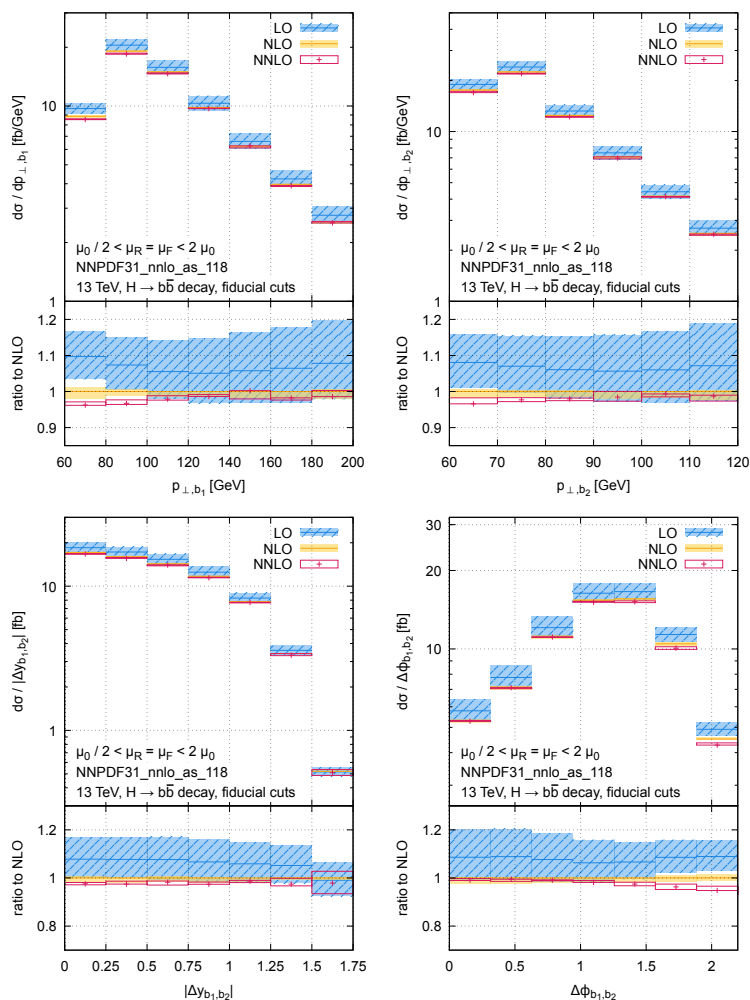 LO
NLO
NNLO
10
dσ / dp⊥,b₁ [fb/GeV]
μ₀ / 2 < μR = μF < 2 μ₀
NNPDF31_nnlo_as_118
13 TeV, H → bb̅ decay, fiducial cuts
1.2
1.1
1
0.9
ratio to NLO
60 80 100 120 140 160 180 200
p⊥,b₁ [GeV]
LO
NLO
NNLO
10
1
dσ / dp⊥,b₂ [fb/GeV]
μ₀ / 2 < μR = μF < 2 μ₀
NNPDF31_nnlo_as_118
13 TeV, H → bb̅ decay, fiducial cuts
1.2
1.1
1
0.9
ratio to NLO
60 70 80 90 100 110 120
p⊥,b₂ [GeV]
LO
NLO
NNLO
10
1
dσ / |Δyb₁,b₂| [fb]
μ₀ / 2 < μR = μF < 2 μ₀
NNPDF31_nnlo_as_118
13 TeV, H → bb̅ decay, fiducial cuts
1.2
1
0.8
ratio to NLO
0 0.25 0.5 0.75 1 1.25 1.5 1.75
|Δyb₁,b₂|
LO
NLO
NNLO
30
20
10
dσ / Δϕb₁,b₂ [fb]
μ₀ / 2 < μR = μF < 2 μ₀
NNPDF31_nnlo_as_118
13 TeV, H → bb̅ decay, fiducial cuts
1.2
1
0.8
ratio to NLO
0 0.5 1 1.5 2
Δϕb₁,b₂